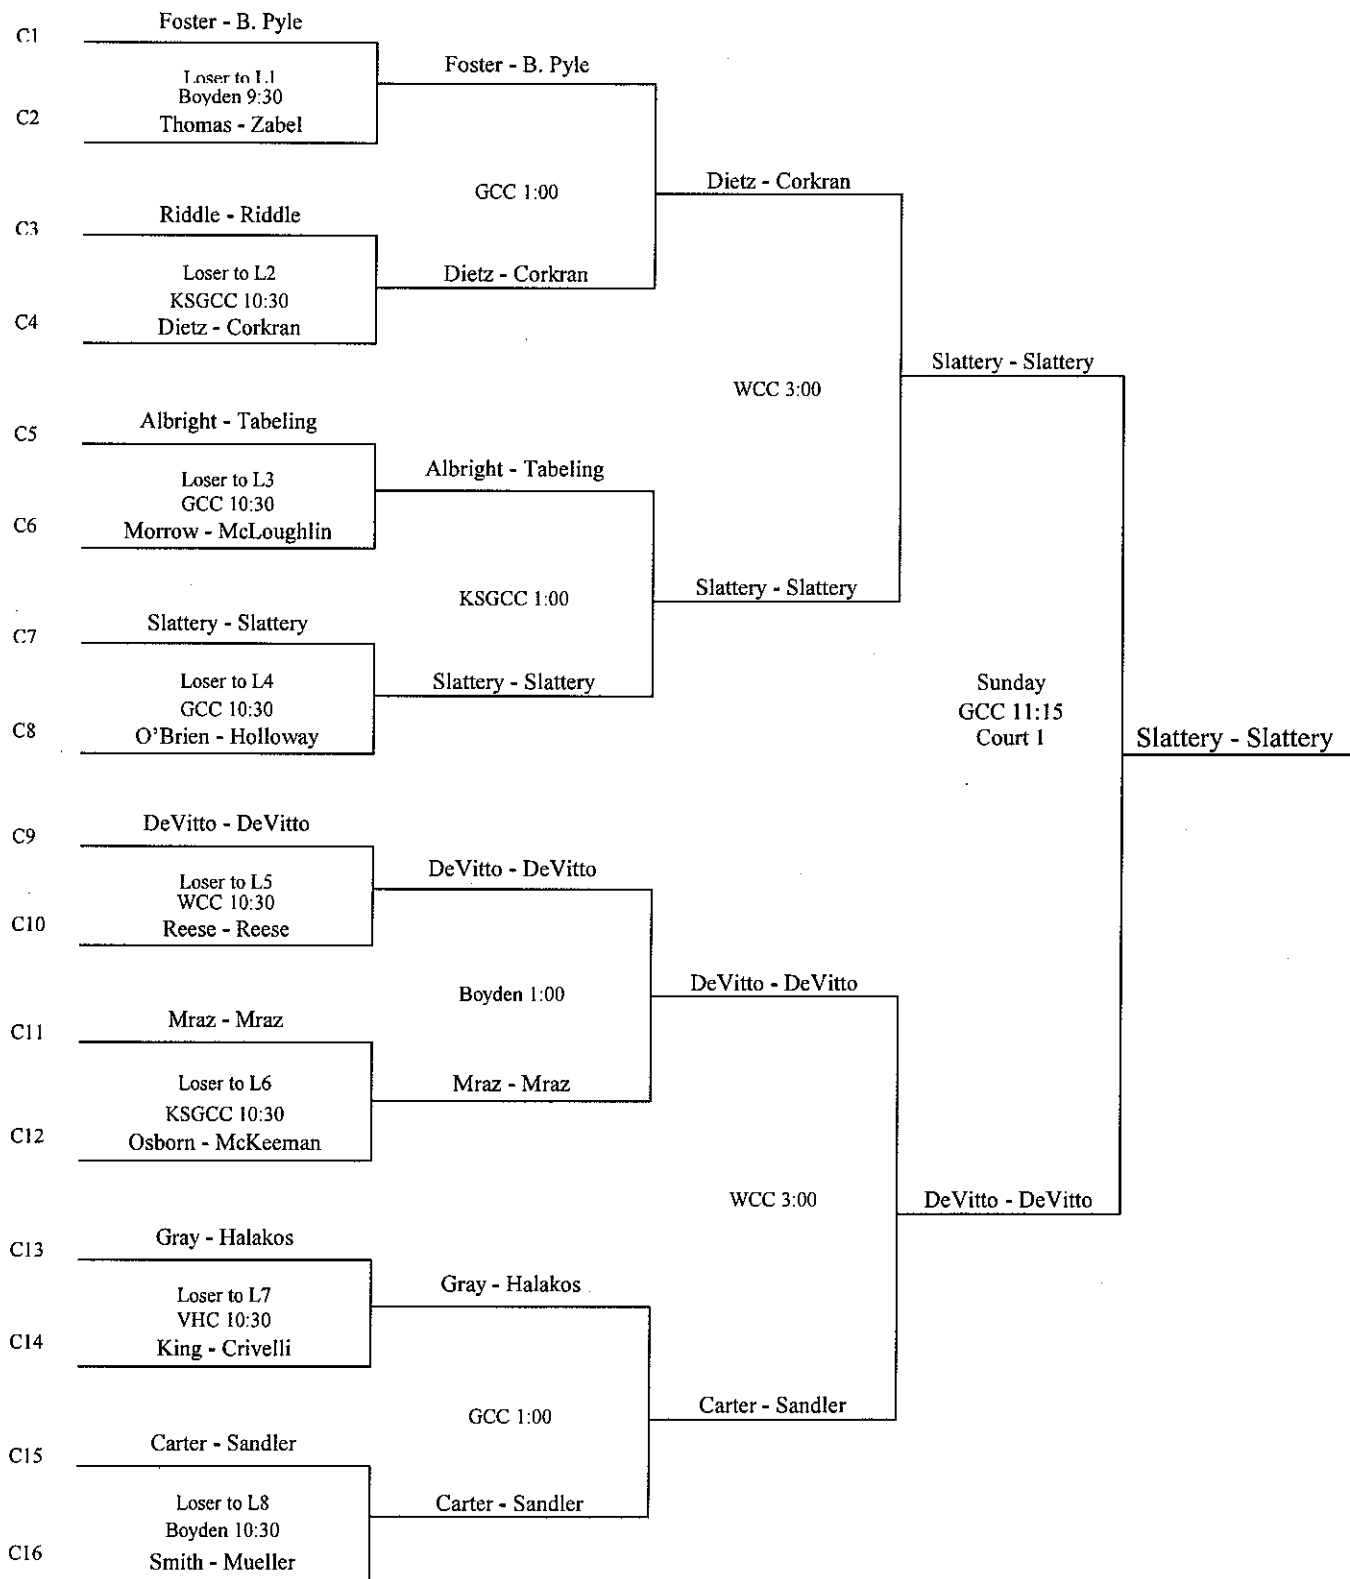 C1
Foster - B. Pyle
Loser to L1
Boyden 9:30
C2
Thomas - Zabel
Foster - B. Pyle
GCC 1:00
C3
Riddle - Riddle
Loser to L2
KSGCC 10:30
C4
Dietz - Corkran
Dietz - Corkran
Dietz - Corkran
WCC 3:00
C5
Albright - Tabeling
Loser to L3
GCC 10:30
C6
Morrow - McLoughlin
Albright - Tabeling
KSGCC 1:00
C7
Slattery - Slattery
Loser to L4
GCC 10:30
C8
O'Brien - Holloway
Slattery - Slattery
Slattery - Slattery
Slattery - Slattery
Sunday
GCC 11:15
Court 1
Slattery - Slattery
C9
DeVitto - DeVitto
Loser to L5
WCC 10:30
C10
Reese - Reese
DeVitto - DeVitto
Boyden 1:00
C11
Mraz - Mraz
Loser to L6
KSGCC 10:30
C12
Osborn - McKeeman
Mraz - Mraz
DeVitto - DeVitto
WCC 3:00
DeVitto - DeVitto
C13
Gray - Halakos
Loser to L7
VHC 10:30
C14
King - Crivelli
Gray - Halakos
GCC 1:00
C15
Carter - Sandler
Loser to L8
Boyden 10:30
C16
Smith - Mueller
Carter - Sandler
Carter - Sandler